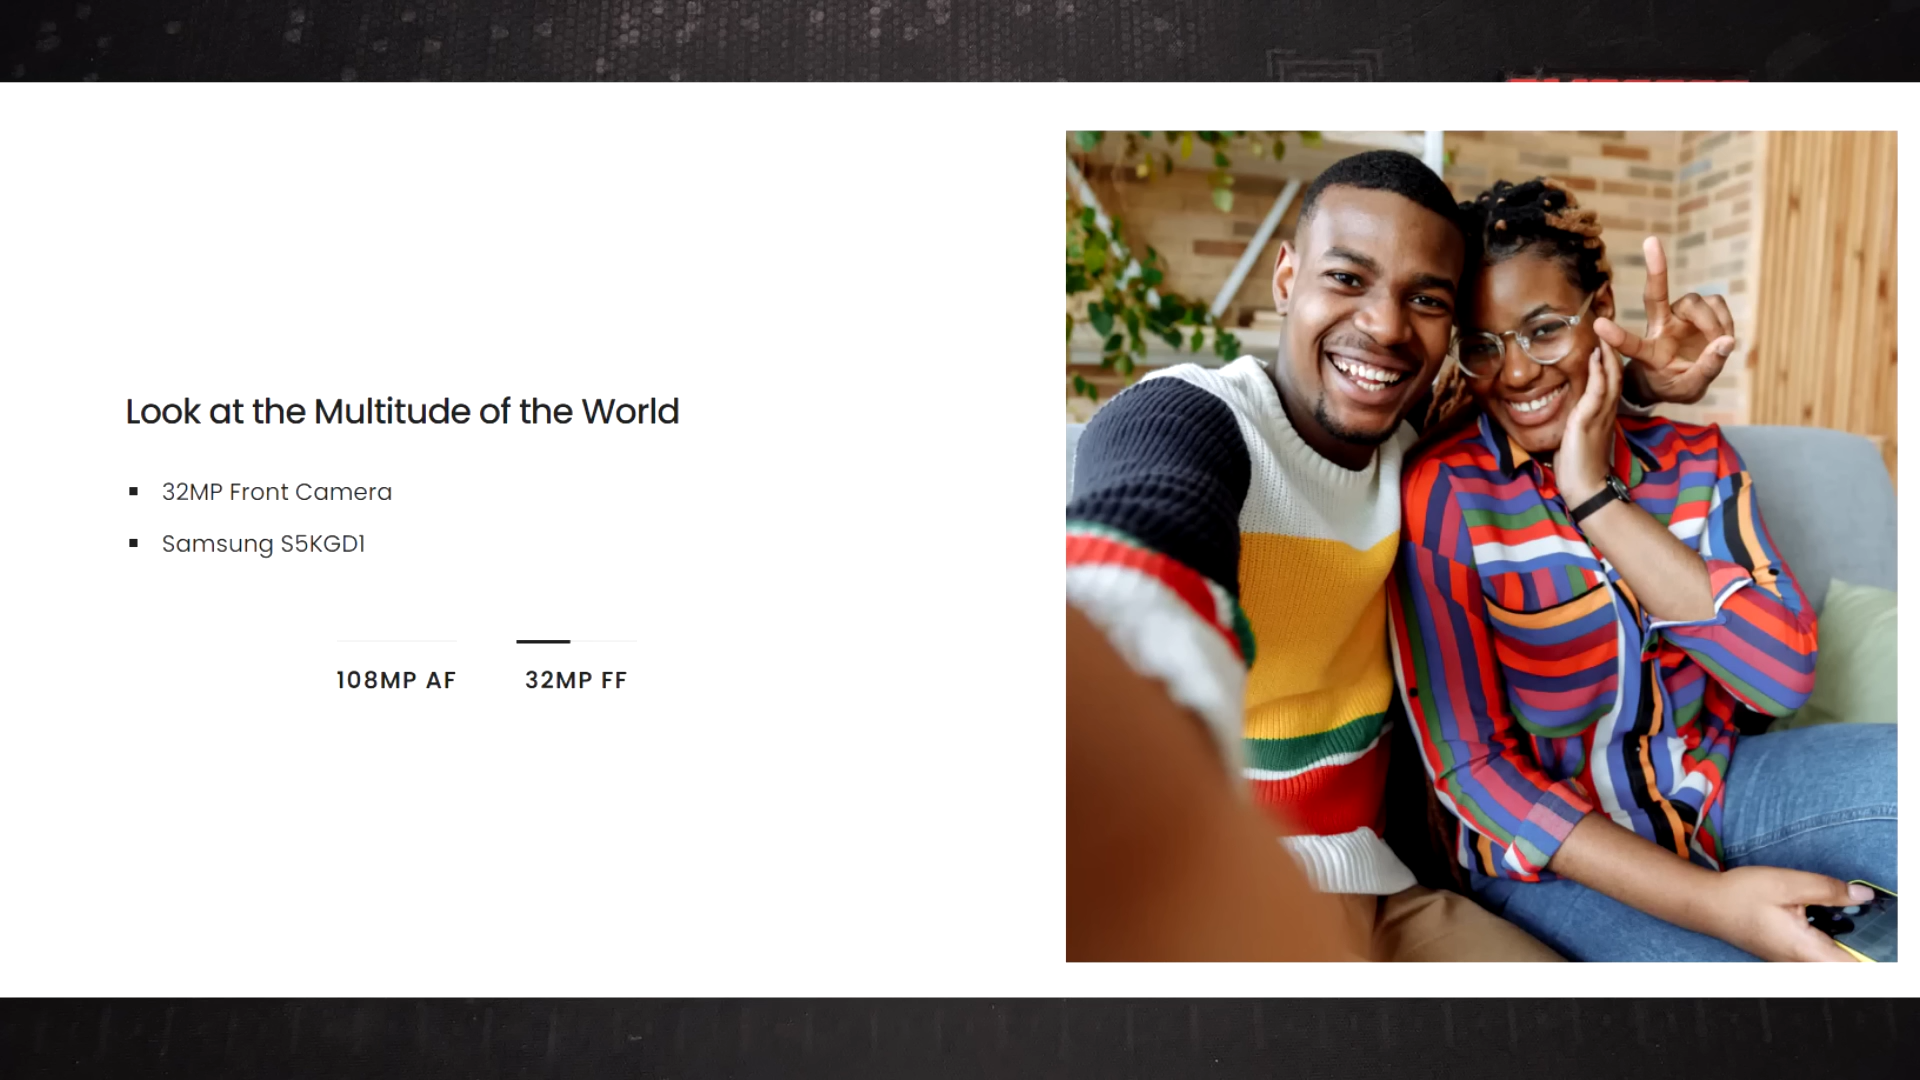 Look at the Multitude of the World
32MP Front Camera
Samsung S5KGD1
108MP AF
32MP FF